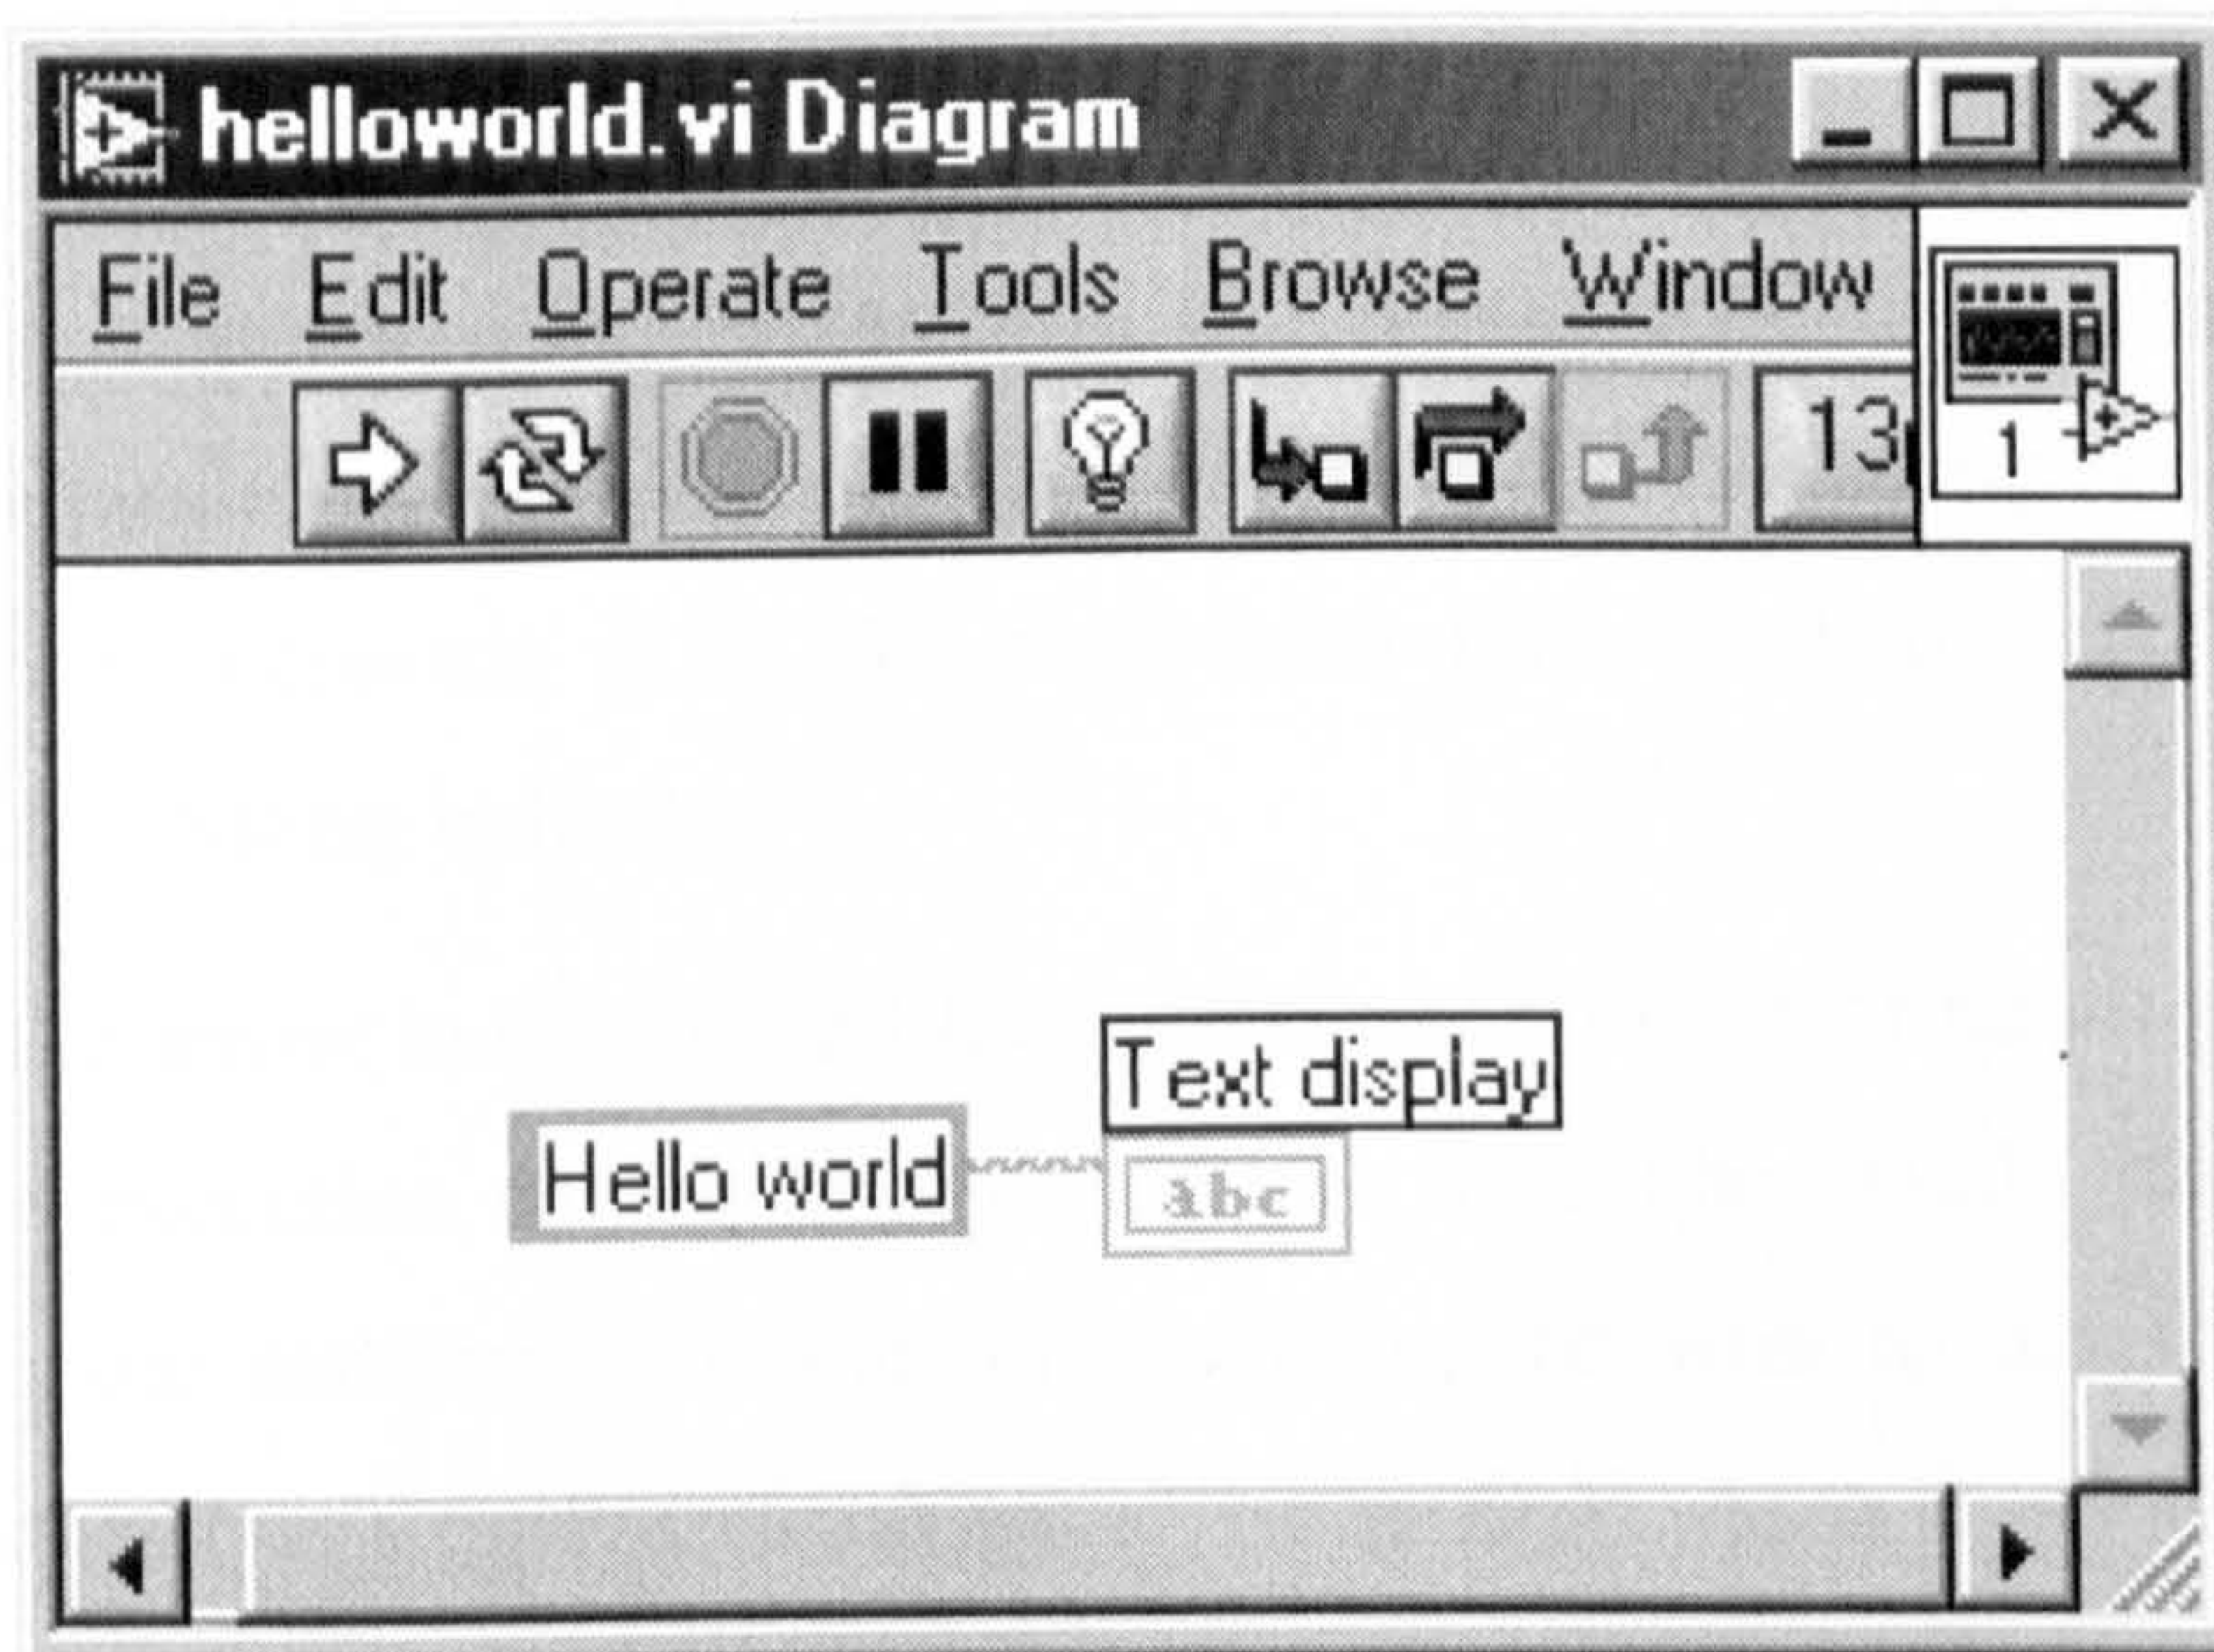 helloworld.vi Diagram
File Edit Operate Tools Browse Window
13
1
Text display
Hello world
abc